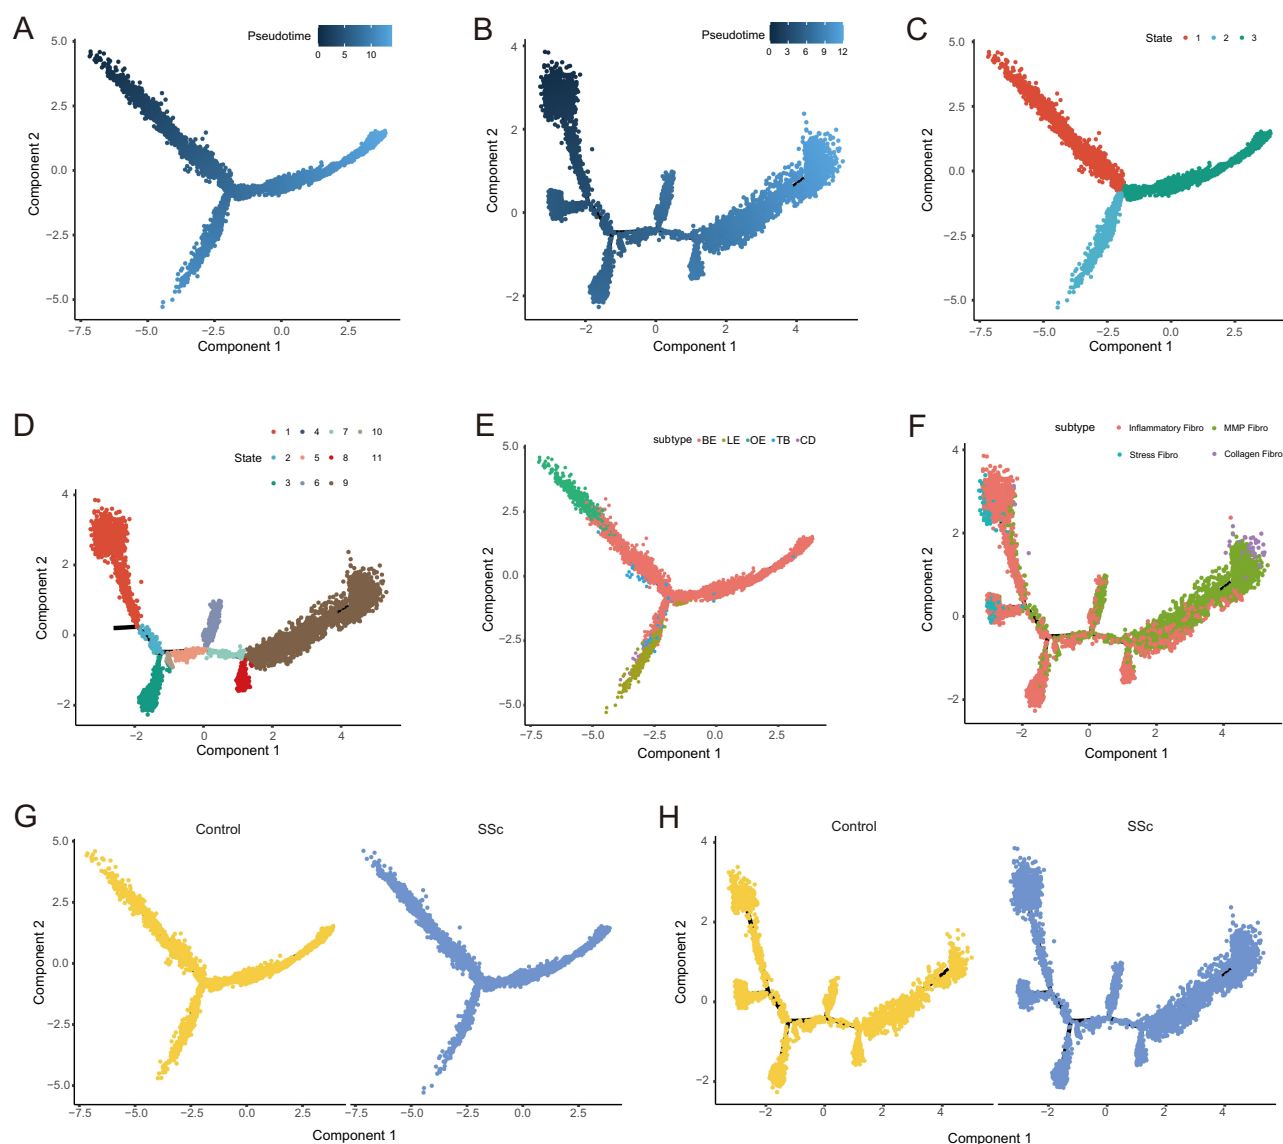 A
Pseudotime
0 5 10
5.0
2.5
0.0
−2.5
−5.0
Component 2
−7.5 −5.0 −2.5 0.0 2.5
Component 1
B
Pseudotime
0 3 6 9 12
4
2
0
−2
Component 2
−2 0 2 4
Component 1
C
State 1 2 3
5.0
2.5
0.0
−2.5
−5.0
Component 2
−7.5 −5.0 −2.5 0.0 2.5
Component 1
D
1 4 7 10
State 2 5 8 11
3 6 9
4
2
0
−2
Component 2
−2 0 2 4
Component 1
E
subtype BE LE OE TB CD
5.0
2.5
0.0
−2.5
−5.0
Component 2
−7.5 −5.0 −2.5 0.0 2.5
Component 1
F
subtype Inflammatory Fibro MMP Fibro
Stress Fibro Collagen Fibro
4
2
0
−2
Component 2
−2 0 2 4
Component 1
G
Control SSc
5.0
2.5
0.0
−2.5
−5.0
Component 2
−7.5 −5.0 −2.5 0.0 2.5 −7.5 −5.0 −2.5 0.0 2.5
Component 1
H
Control SSc
4
2
0
−2
Component 2
−2 0 2 4 −2 0 2 4
Component 1